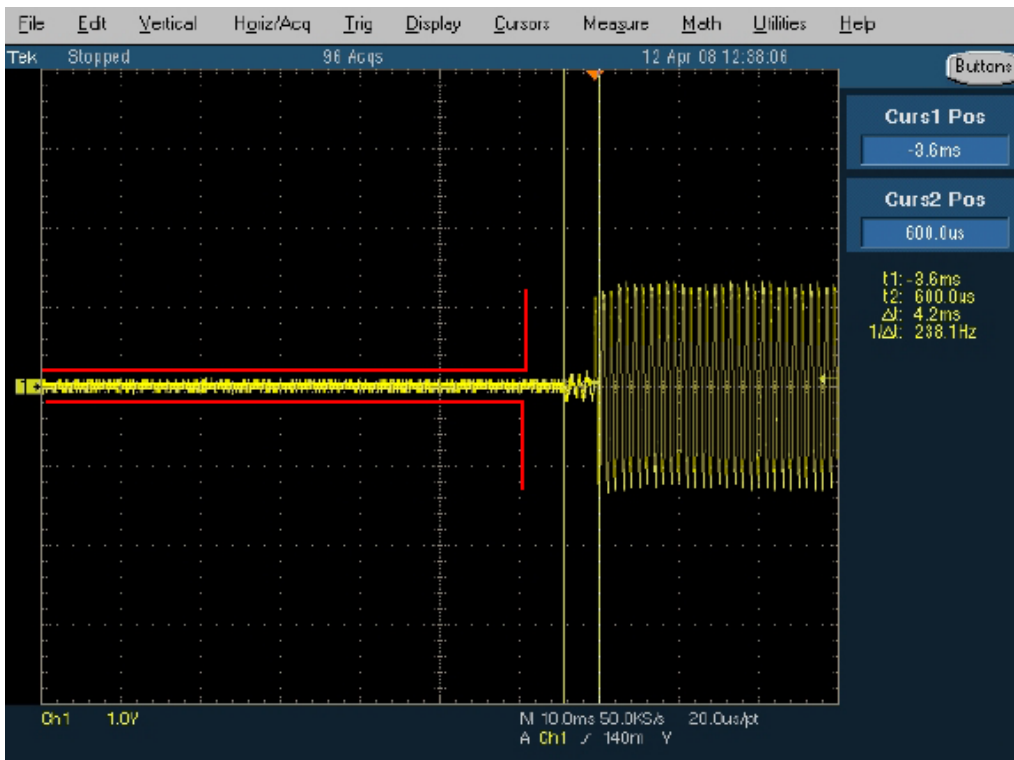 File Edit Vertical Horiz/Acq Trig Display Cursors Measure Math Utilities Help
Tek Stopped 96 Acqs 12 Apr 08 12:38:06
Buttons
Curs1 Pos
-3.6ms
Curs2 Pos
600.0us
t1: -3.6ms
t2: 600.0us
Δt: 4.2ms
1/Δt: 238.1Hz
1
Ch1 1.0V M 10.0ms 50.0KS/s 20.0us/pt
A Ch1 140m V